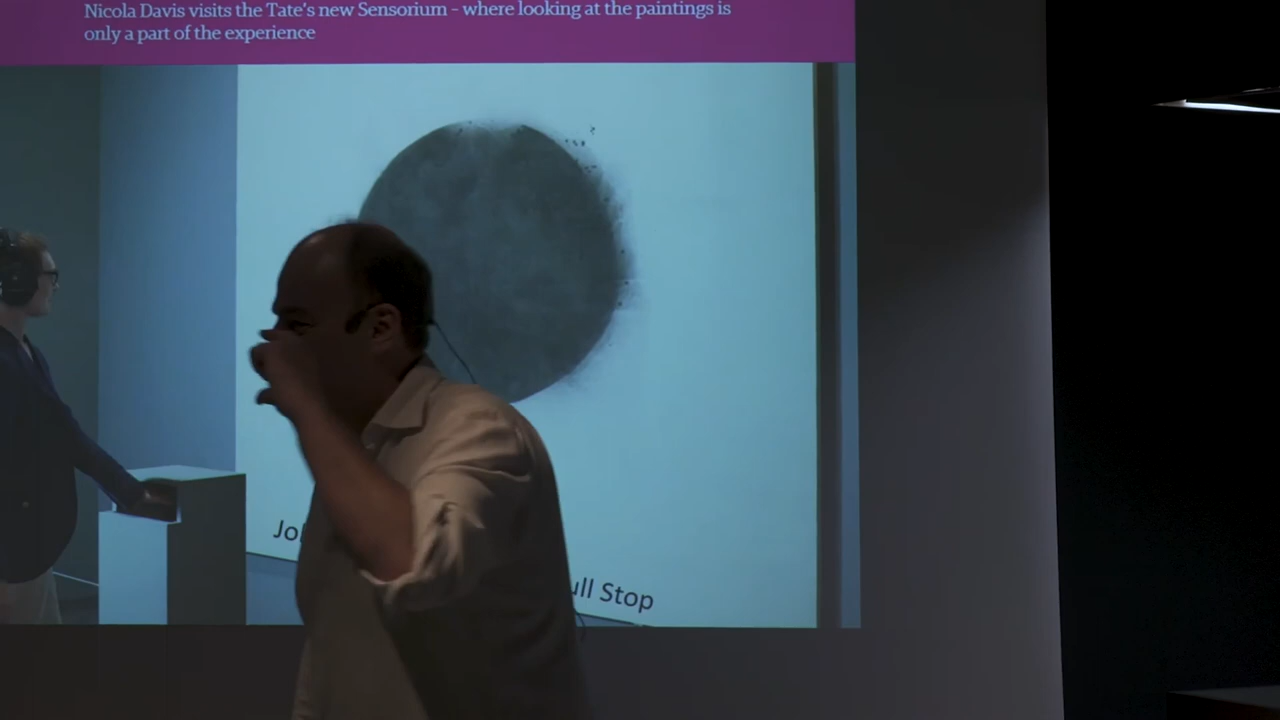 Nicola Davis visits the Tate's new Sensorium – where looking at the paintings is
only a part of the experience
Stop